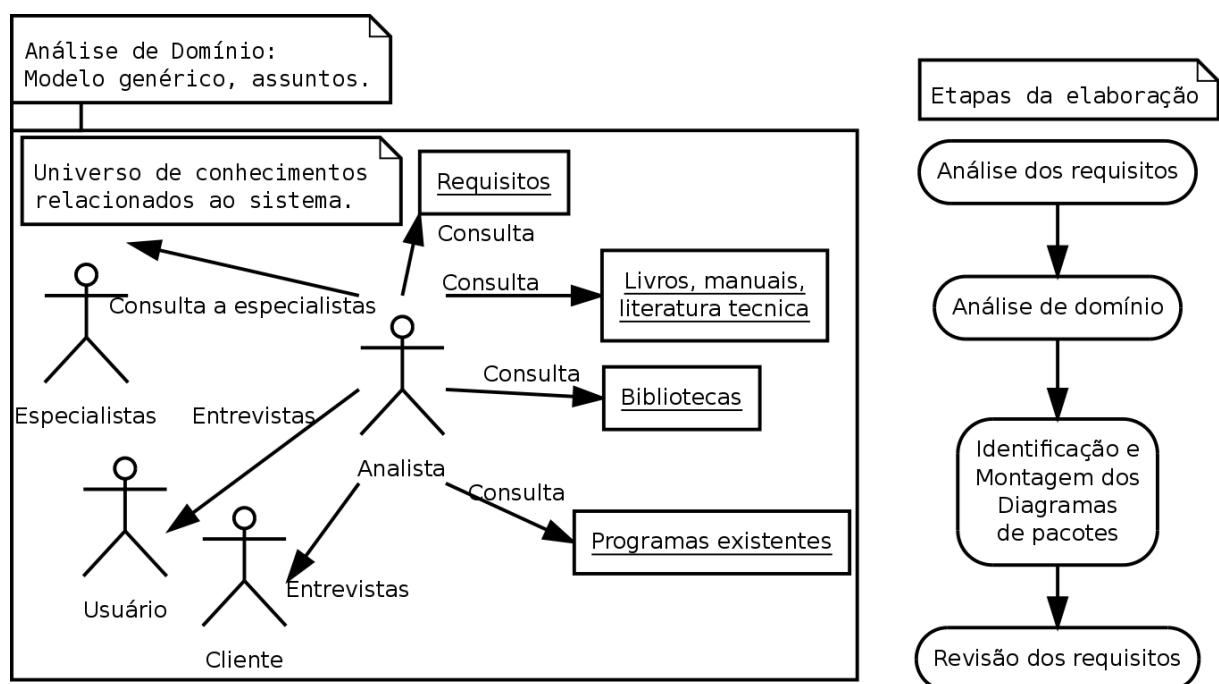 Análise de Domínio:
Modelo genérico, assuntos.
Universo de conhecimentos
relacionados ao sistema.
Requisitos
Consulta
Consulta
Livros, manuais,
literatura tecnica
Consulta a especialistas
Consulta
Bibliotecas
Especialistas
Entrevistas
Analista
Consulta
Programas existentes
Usuário
Entrevistas
Cliente
Etapas da elaboração
Análise dos requisitos
Análise de domínio
Identificação e
Montagem dos
Diagramas
de pacotes
Revisão dos requisitos